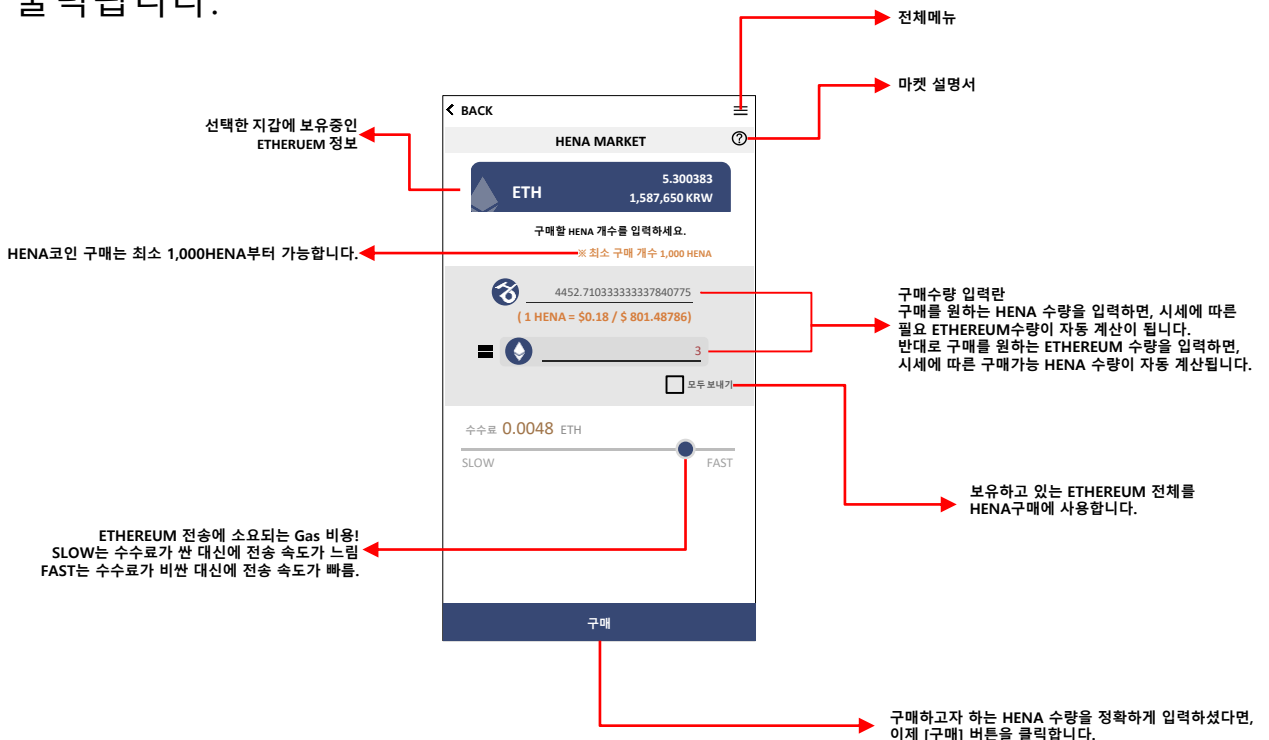 출력됩니다.
전체메뉴
마켓 설명서
BACK
선택한 지갑에 보유중인
ETHERUEM 정보
HENA MARKET
5.300383
ETH
1,587,650 KRW
구매할 HENA 개수를 입력하세요.
※ 최소 구매 개수 1,000 HENA
HENA코인 구매는 최소 1,000HENA부터 가능합니다.
4452.710333333337840775
( 1 HENA = $0.18 / $ 801.48786)
3
모두 보내기
구매수량 입력란
구매를 원하는 HENA 수량을 입력하면, 시세에 따른
필요 ETHEREUM수량이 자동 계산이 됩니다.
반대로 구매를 원하는 ETHEREUM 수량을 입력하면,
시세에 따른 구매가능 HENA 수량이 자동 계산됩니다.
수수료 0.0048 ETH
SLOW
FAST
보유하고 있는 ETHEREUM 전체를
HENA구매에 사용합니다.
ETHEREUM 전송에 소요되는 Gas 비용!
SLOW는 수수료가 싼 대신에 전송 속도가 느림
FAST는 수수료가 비싼 대신에 전송 속도가 빠름.
구매
구매하고자 하는 HENA 수량을 정확하게 입력하셨다면,
이제 [구매] 버튼을 클릭합니다.